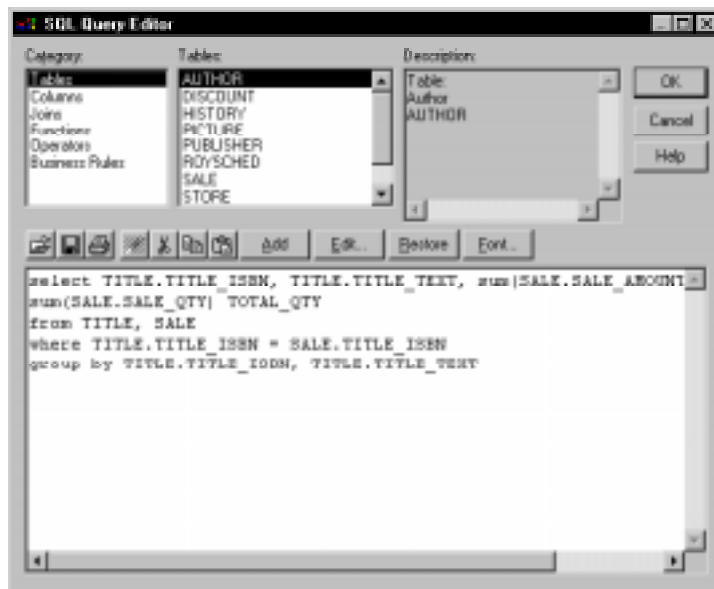 SQL Query Editor
Category:
Tables
Columns
Joins
Functions
Operators
Business Rules
Tables:
AUTHOR
DISCOUNT
HISTORY
PICTURE
PUBLISHER
ROYSCHED
SALE
STORE
Description:
Table:
Author
AUTHOR
OK
Cancel
Help
Add
Edit...
Restore
Font...
select TITLE.TITLE_ISBN, TITLE.TITLE_TEXT, sum(SALE.SALE_AMOUNT
sum(SALE.SALE_QTY) TOTAL_QTY
from TITLE, SALE
where TITLE.TITLE_ISBN = SALE.TITLE_ISBN
group by TITLE.TITLE_ISBN, TITLE.TITLE_TEXT